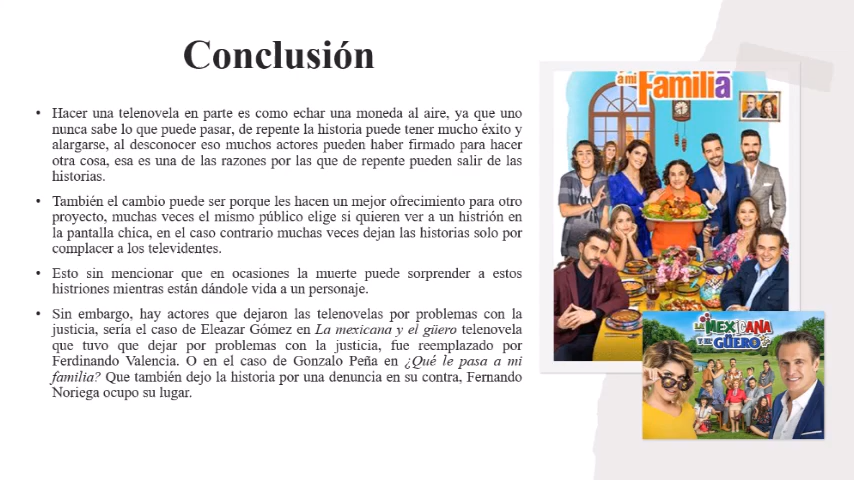 Conclusión
• Hacer una telenovela en parte es como echar una moneda al aire, ya que uno
nunca sabe lo que puede pasar, de repente la historia puede tener mucho éxito y
alargarse, al desconocer eso muchos actores pueden haber firmado para hacer
otra cosa, esa es una de las razones por las que de repente pueden salir de las
historias.
• También el cambio puede ser porque les hacen un mejor ofrecimiento para otro
proyecto, muchas veces el mismo público elige si quieren ver a un histrión en
la pantalla chica, en el caso contrario muchas veces dejan las historias solo por
complacer a los televidentes.
• Esto sin mencionar que en ocasiones la muerte puede sorprender a estos
histriones mientras están dándole vida a un personaje.
• Sin embargo, hay actores que dejaron las telenovelas por problemas con la
justicia, sería el caso de Eleazar Gómez en La mexicana y el güero telenovela
que tuvo que dejar por problemas con la justicia, fue reemplazado por
Ferdinando Valencia. O en el caso de Gonzalo Peña en ¿Qué le pasa a mi
familia? Que también dejo la historia por una denuncia en su contra, Fernando
Noriega ocupo su lugar.
a mi Familia
LA MEXICANA
Y EL GÜERO